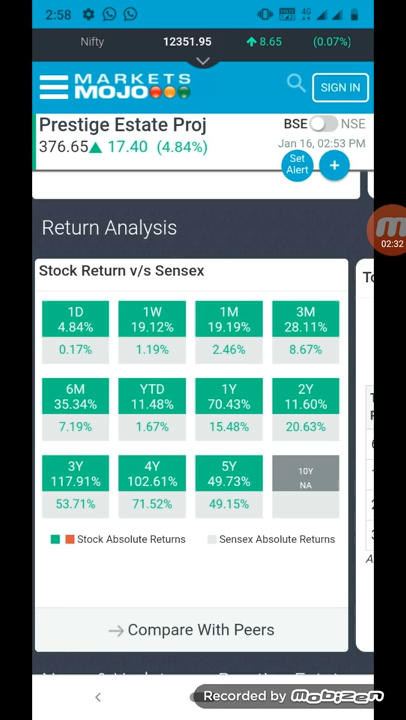 2:58
4G
Nifty 12351.95 8.65 (0.07%)
MARKETS
MOJO
SIGN IN
Prestige Estate Proj
BSE NSE
376.65 17.40 (4.84%)
Jan 16, 02:53 PM
Set
Alert
+
02:32
Return Analysis
Stock Return v/s Sensex
1D 1W 1M 3M
4.84% 19.12% 19.19% 28.11%
0.17% 1.19% 2.46% 8.67%
6M YTD 1Y 2Y
35.34% 11.48% 70.43% 11.60%
7.19% 1.67% 15.48% 20.63%
3Y 4Y 5Y 10Y
117.91% 102.61% 49.73% NA
53.71% 71.52% 49.15%
Stock Absolute Returns Sensex Absolute Returns
Compare With Peers
Recorded by Mobizen